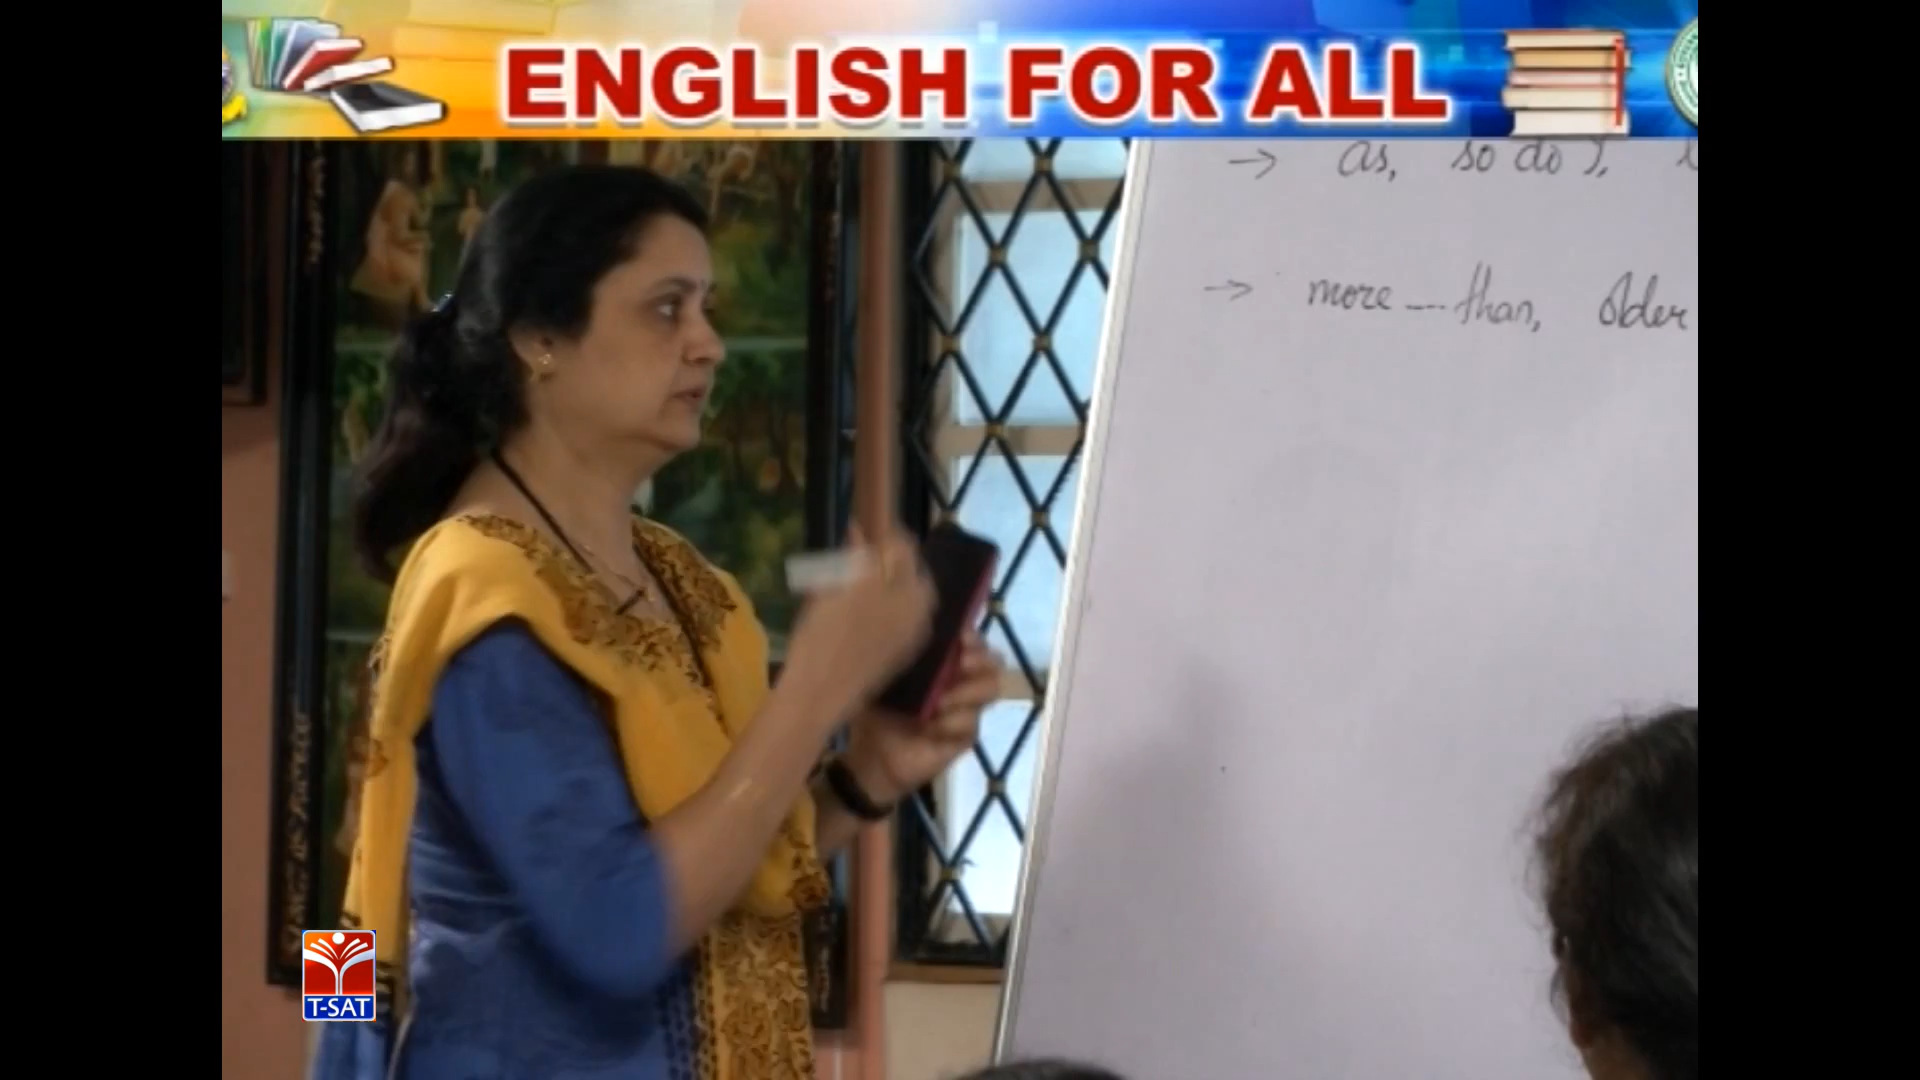 ENGLISH FOR ALL
→ as, so do I,
→ more --- than, older
T-SAT